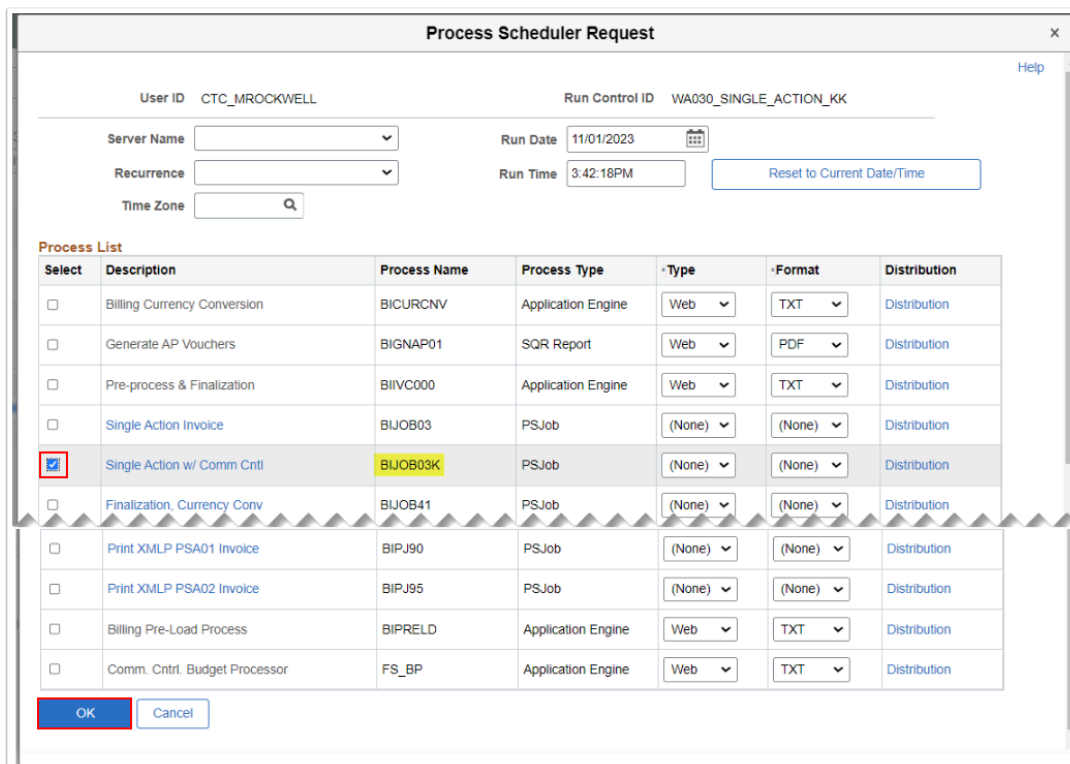 Process Scheduler Request
×
Help
User ID CTC_MROCKWELL Run Control ID WA030_SINGLE_ACTION_KK
Server Name Run Date 11/01/2023
Recurrence Run Time 3:42:18PM Reset to Current Date/Time
Time Zone
Process List
Select Description Process Name Process Type *Type *Format Distribution
Billing Currency Conversion BICURCNV Application Engine Web TXT Distribution
Generate AP Vouchers BIGNAP01 SQR Report Web PDF Distribution
Pre-process & Finalization BIIVC000 Application Engine Web TXT Distribution
Single Action Invoice BIJOB03 PSJob (None) (None) Distribution
Single Action w/ Comm Cntl BIJOB03K PSJob (None) (None) Distribution
Finalization, Currency Conv BIJOB41 PSJob (None) (None) Distribution
Print XMLP PSA01 Invoice BIPJ90 PSJob (None) (None) Distribution
Print XMLP PSA02 Invoice BIPJ95 PSJob (None) (None) Distribution
Billing Pre-Load Process BIPRELD Application Engine Web TXT Distribution
Comm. Cntrl. Budget Processor FS_BP Application Engine Web TXT Distribution
OK Cancel